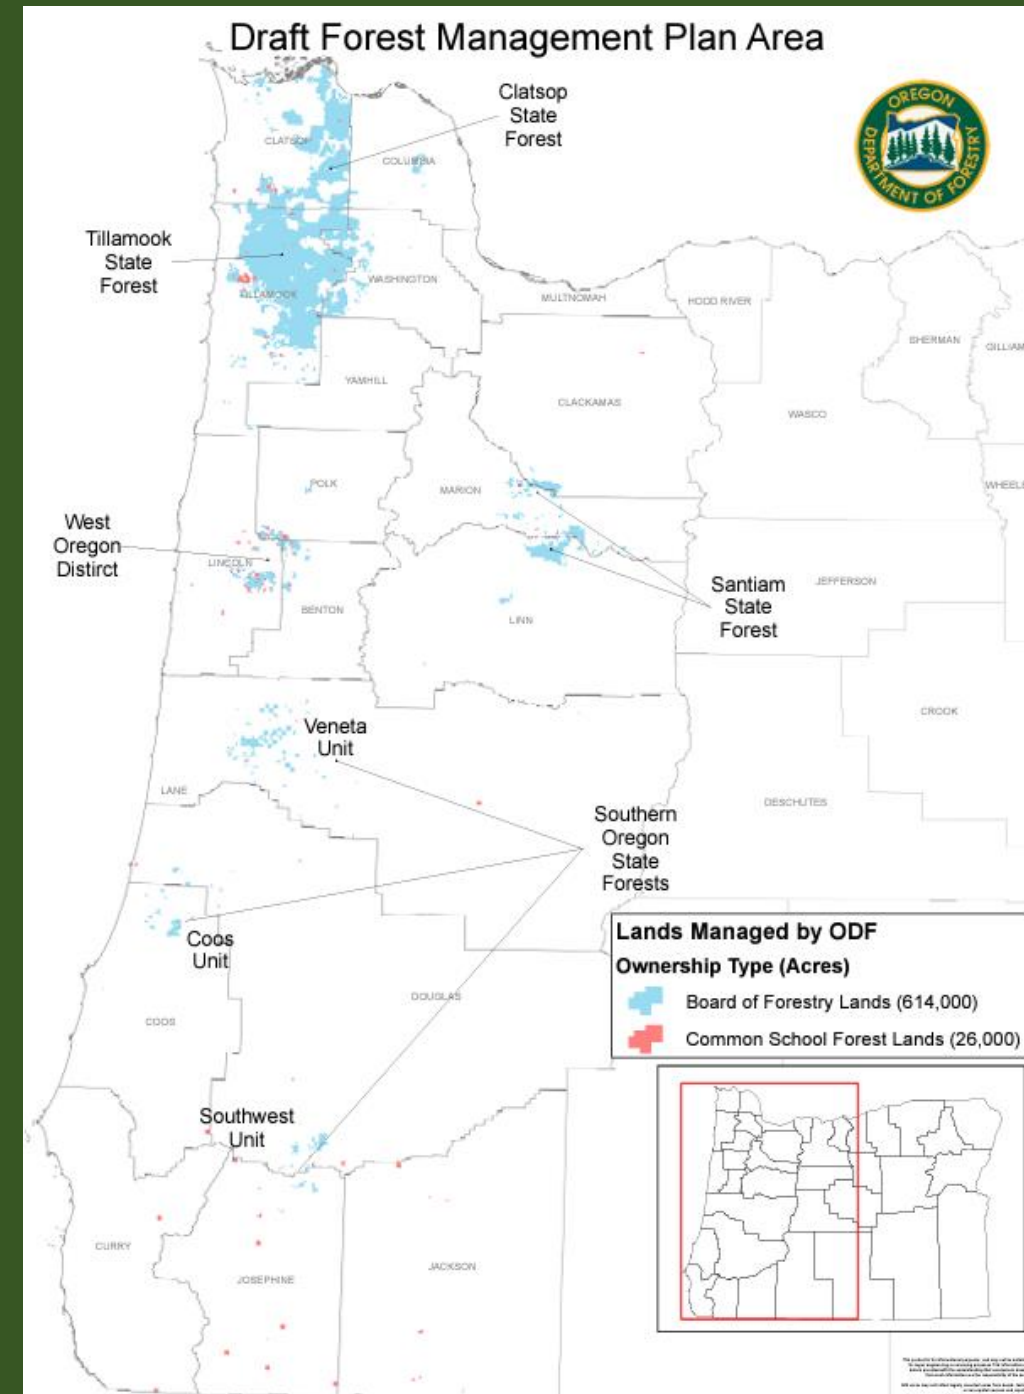 Draft Forest Management Plan Area
OREGON
DEPARTMENT OF FORESTRY
Clatsop
State
Forest
CLATSOP
COLUMBIA
Tillamook
State
Forest
TILLAMOOK
WASHINGTON
MULTNOMAH
HOOD RIVER
SHERMAN
GILLIAM
YAMHILL
CLACKAMAS
WASCO
POLK
MARION
WHEELE
West
Oregon
Distirct
LINCOLN
BENTON
LINN
JEFFERSON
Santiam
State
Forest
CROOK
Veneta
Unit
LANE
DESCHUTES
Southern
Oregon
State
Forests
Coos
Unit
COOS
DOUGLAS
Lands Managed by ODF
Ownership Type (Acres)
Board of Forestry Lands (614,000)
Common School Forest Lands (26,000)
Southwest
Unit
CURRY
JOSEPHINE
JACKSON